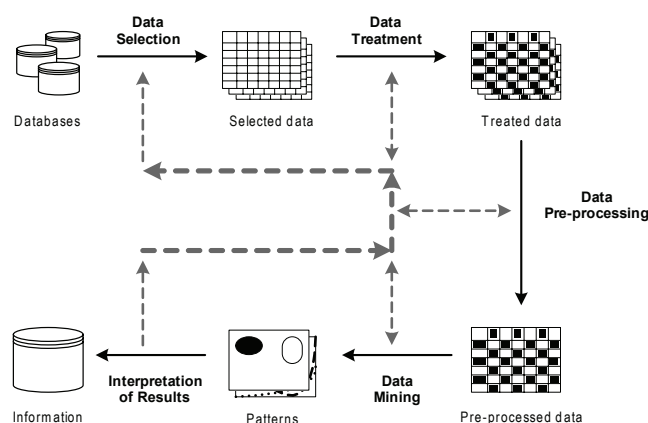 Data
Selection
Data
Treatment
Databases
Selected data
Treated data
Data
Pre-processing
Interpretation
of Results
Data
Mining
Information
Patterns
Pre-processed data